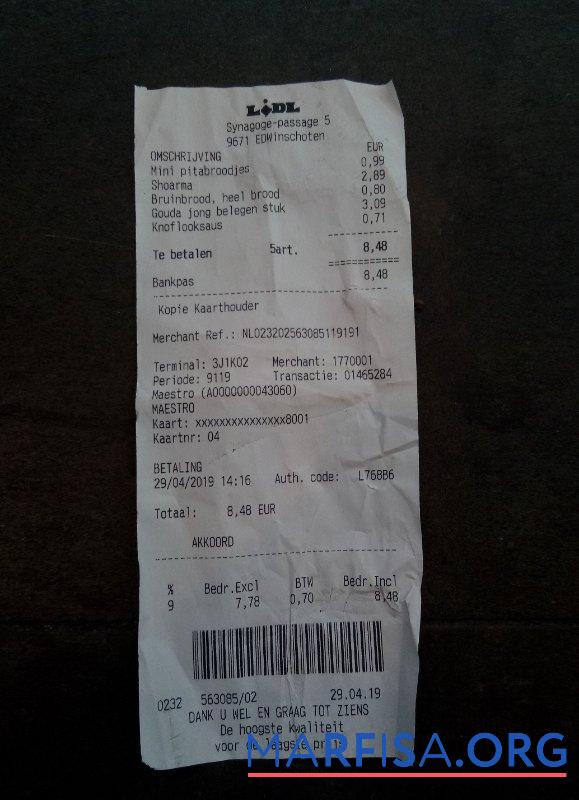 LIDL
Synagoge-passage 5
9671 EDWinschoten
OMSCHRIJVING EUR
Mini pitabroodjes 0,99
Shoarma 2,89
Bruinbrood, heel brood 0,80
Gouda jong belegen stuk 3,09
Knoflooksaus 0,71
Te betalen 5art. 8,48
Bankpas 8,48
Kopie Kaarthouder
Merchant Ref.: NL023202563085119191
Terminal: 3J1K02 Merchant: 1770001
Periode: 9119 Transactie: 01465284
Maestro (A0000000043060)
MAESTRO
Kaart: xxxxxxxxxxxxxxx8001
Kaartnr: 04
BETALING
29/04/2019 14:16 Auth. code: L768B6
Totaal: 8,48 EUR
AKKOORD
% Bedr.Excl BTW Bedr.Incl
9 7,78 0,70 8,48
0232 563085/02 29.04.19
DANK U WEL EN GRAAG TOT ZIENS
De hoogste kwaliteit
voor de laagste prijs
MARFISA.ORG